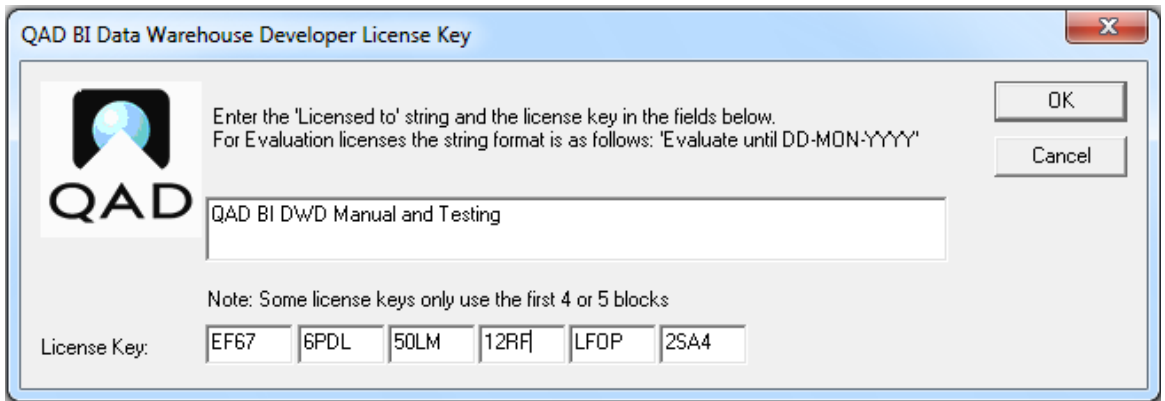 QAD BI Data Warehouse Developer License Key
Enter the 'Licensed to' string and the license key in the fields below.
For Evaluation licenses the string format is as follows: 'Evaluate until DD-MON-YYYY'
OK
Cancel
QAD
QAD BI DWD Manual and Testing
Note: Some license keys only use the first 4 or 5 blocks
License Key: EF67 6PDL 50LM 12RF LFOP 2SA4